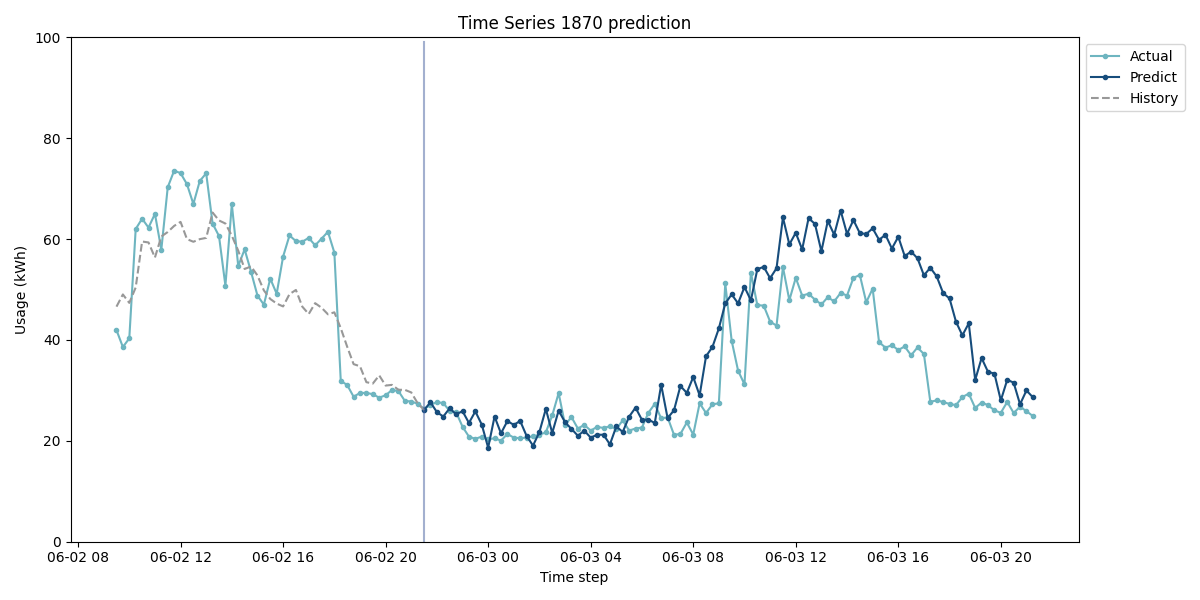 Time Series 1870 prediction
Usage (kWh)
100
80
60
40
20
0
06-02 08
06-02 12
06-02 16
06-02 20
06-03 00
06-03 04
06-03 08
06-03 12
06-03 16
06-03 20
Time step
Actual
Predict
History